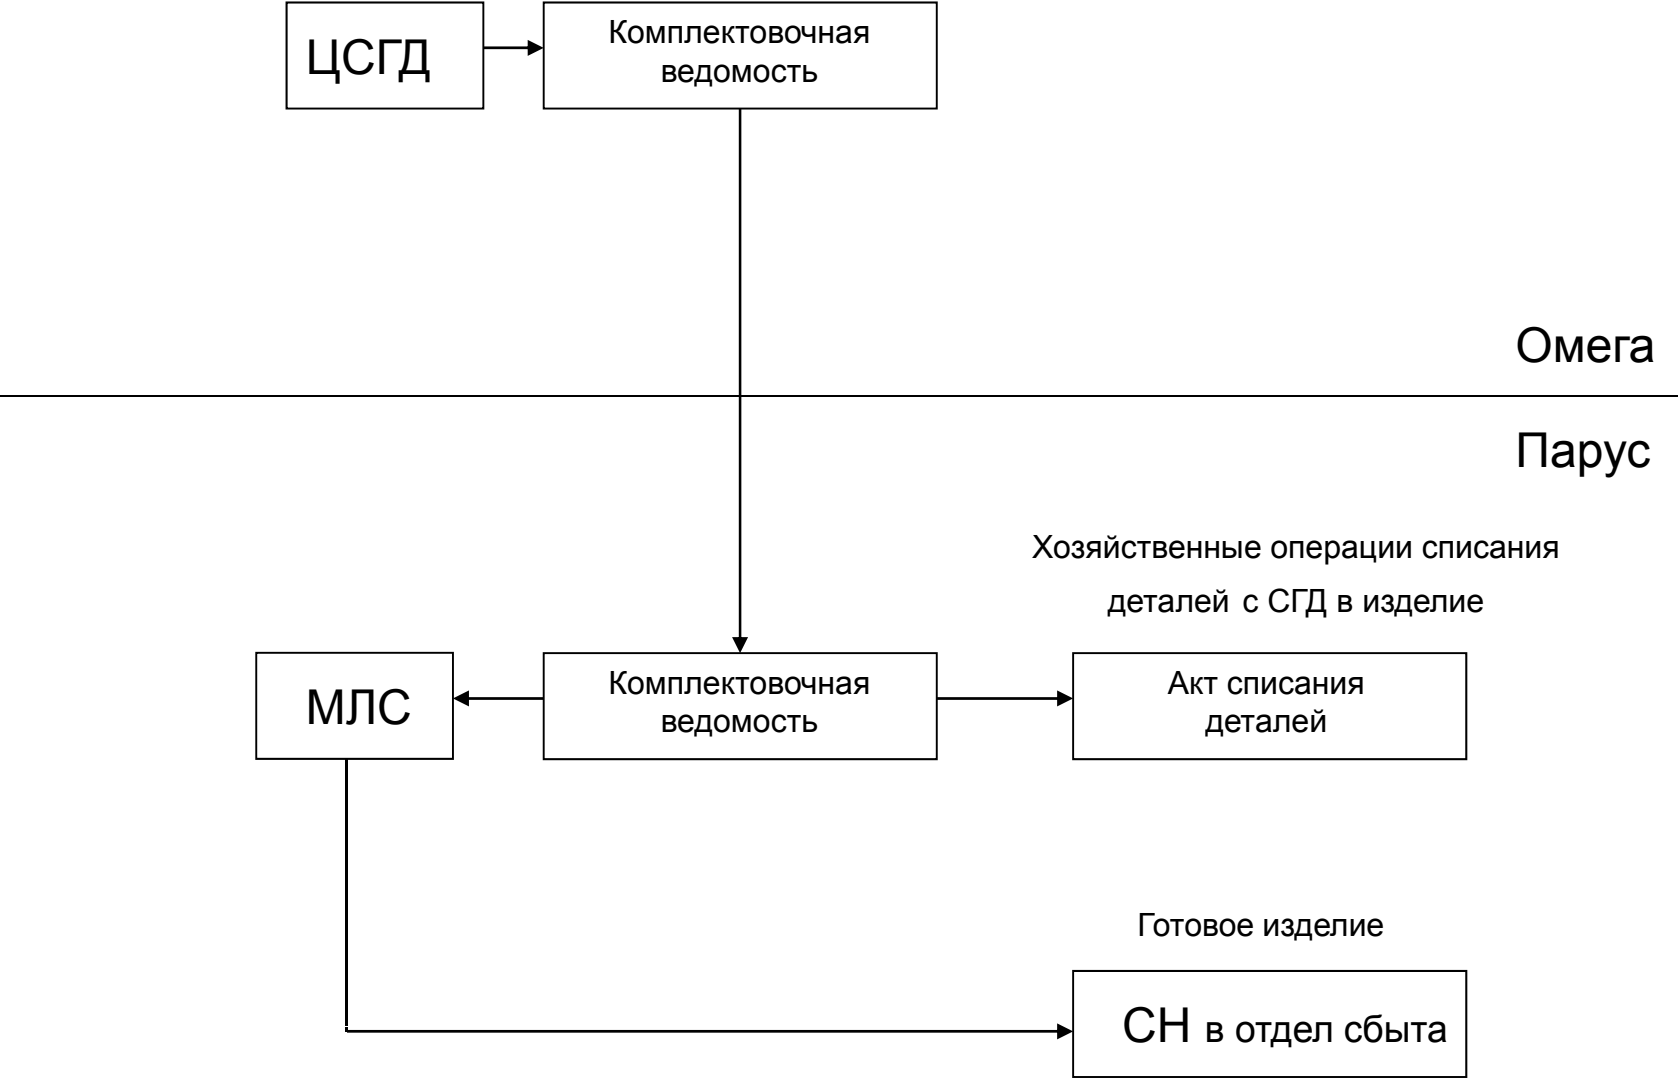 ЦСГД
Комплектовочная
ведомость
Омега
Парус
Хозяйственные операции списания
деталей с СГД в изделие
МЛС
Комплектовочная
ведомость
Акт списания
деталей
Готовое изделие
СН в отдел сбыта